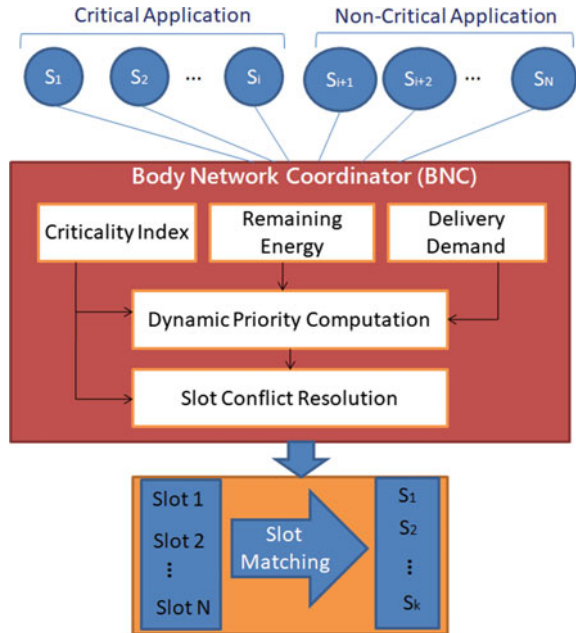 Critical Application
Non-Critical Application
S1
S2
...
Si
Si+1
Si+2
...
SN
Body Network Coordinator (BNC)
Criticality Index
Remaining
Energy
Delivery
Demand
Dynamic Priority Computation
Slot Conflict Resolution
Slot 1
Slot 2
⋮
Slot N
Slot
Matching
S1
S2
⋮
Sk